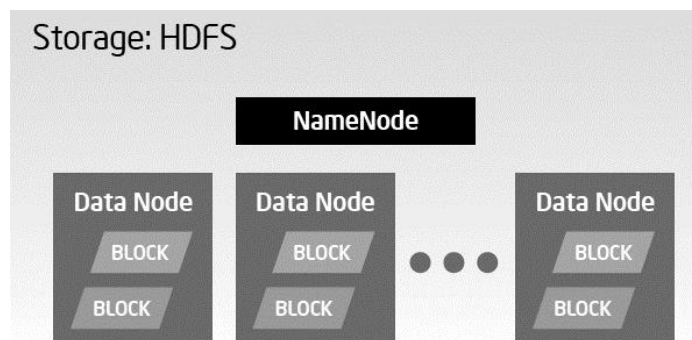 Storage: HDFS
NameNode
Data Node Data Node Data Node
BLOCK BLOCK BLOCK
BLOCK BLOCK BLOCK